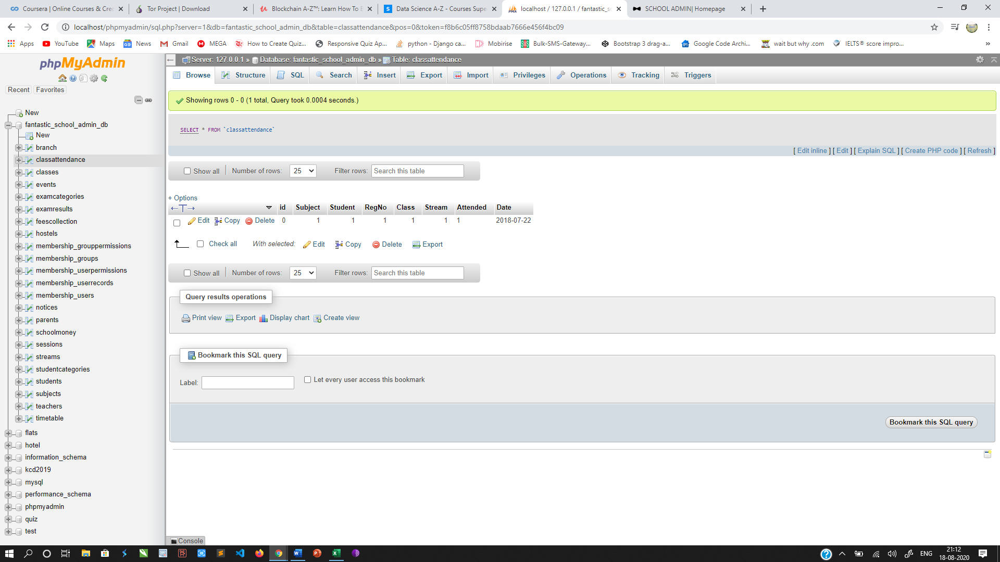 Coursera | Online Courses & Cre
Tor Project | Download
Blockchain A-Z™: Learn How To
Data Science A-Z - Courses Supe
localhost / 127.0.0.1 / fantastic_s
SCHOOL ADMIN| Homepage
localhost/phpmyadmin/sql.php?server=1&db=fantastic_school_admin_db&table=classattendance&pos=0&token=f8b6c05ff8758bdaab7666e456f4bc09
Apps YouTube Maps News Gmail MEGA How to Create Quiz... Responsive Quiz Ap... python - Django ca... Mobirise Bulk-SMS-Gateway... Bootstrap 3 drag-a... Google Code Archi... wait but why .com IELTS® score impro... »
phpMyAdmin
Recent Favorites
New
fantastic_school_admin_db
New
branch
classattendance
classes
events
examcategories
examresults
feescollection
hostels
membership_grouppermissions
membership_groups
membership_userpermissions
membership_userrecords
membership_users
notices
parents
schoolmoney
sessions
streams
studentcategories
students
subjects
teachers
timetable
flats
hotel
information_schema
kcd2019
mysql
performance_schema
phpmyadmin
quiz
test
Server: 127.0.0.1 » Database: fantastic_school_admin_db » Table: classattendance
Browse Structure SQL Search Insert Export Import Privileges Operations Tracking Triggers
Showing rows 0 - 0 (1 total, Query took 0.0004 seconds.)
SELECT * FROM `classattendance`
[ Edit inline ] [ Edit ] [ Explain SQL ] [ Create PHP code ] [ Refresh ]
Show all Number of rows: 25 Filter rows: Search this table
+ Options
id Subject Student RegNo Class Stream Attended Date
Edit Copy Delete 0 1 1 1 1 1 1 2018-07-22
Check all With selected: Edit Copy Delete Export
Show all Number of rows: 25 Filter rows: Search this table
Query results operations
Print view Export Display chart Create view
Bookmark this SQL query
Label: Let every user access this bookmark
Bookmark this SQL query
Console
ENG
21:12
18-08-2020